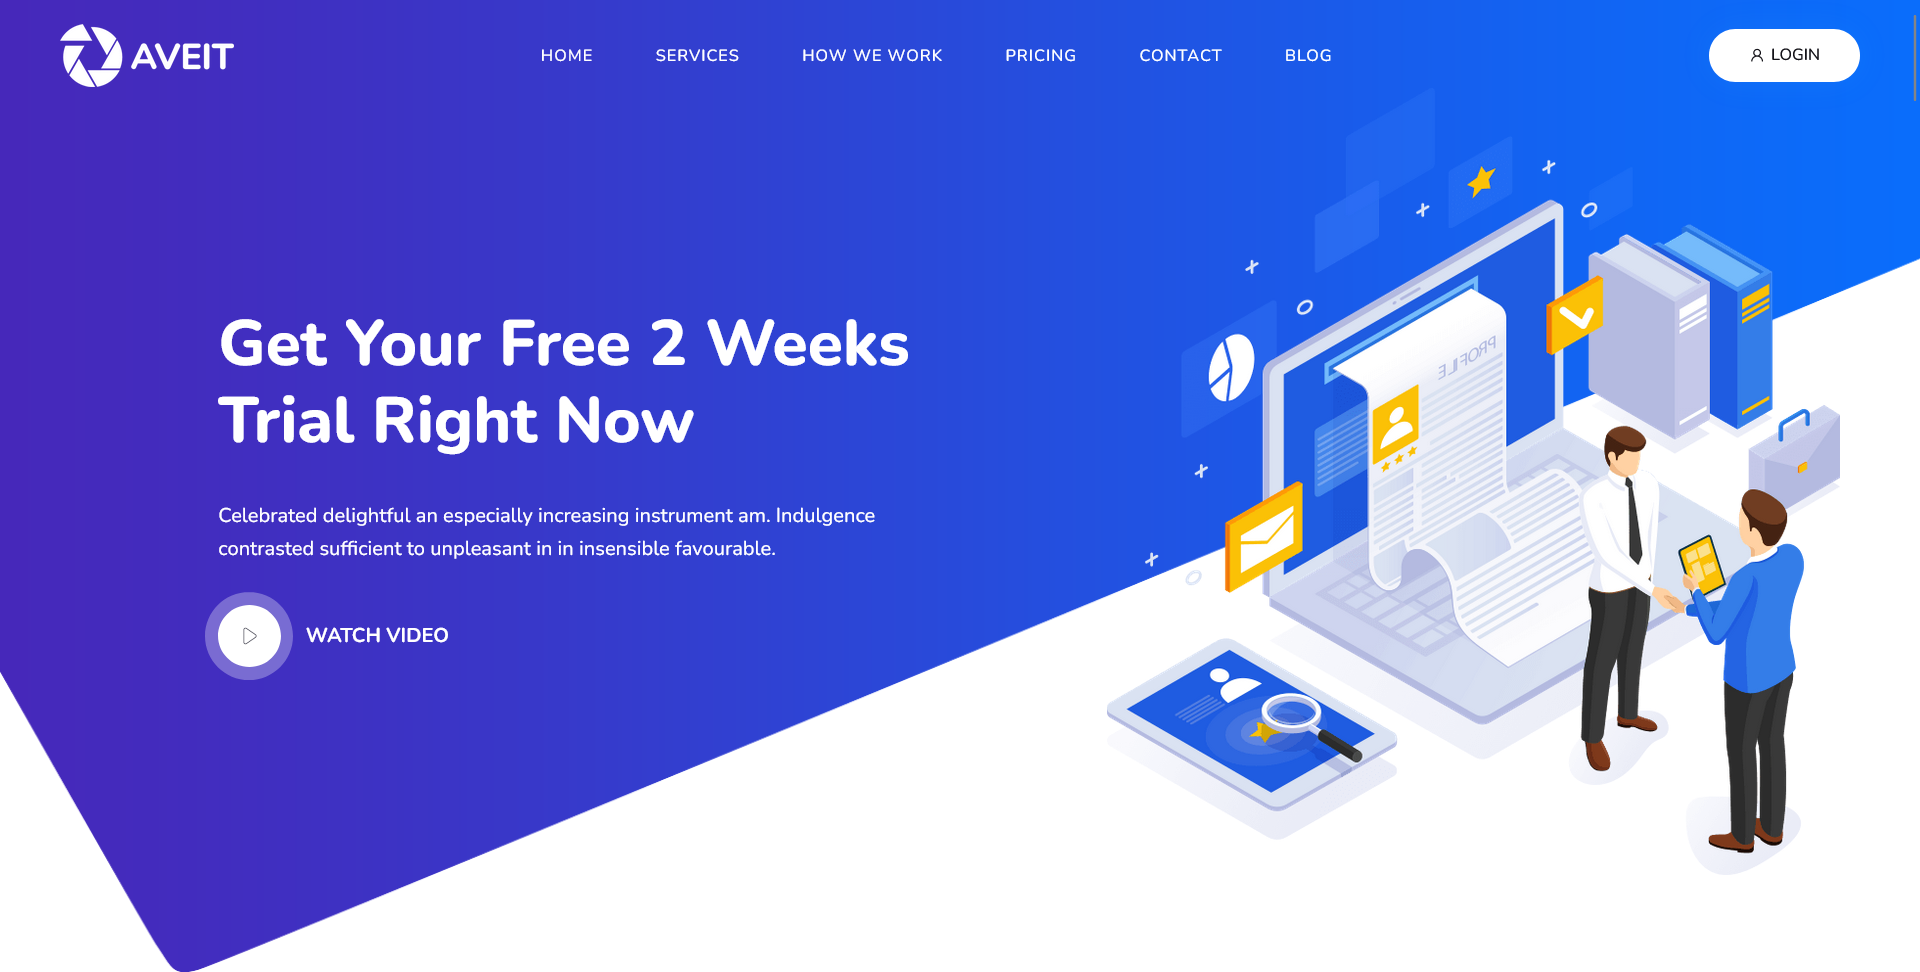 AVEIT
HOME
SERVICES
HOW WE WORK
PRICING
CONTACT
BLOG
LOGIN
Get Your Free 2 Weeks
Trial Right Now
Celebrated delightful an especially increasing instrument am. Indulgence
contrasted sufficient to unpleasant in in insensible favourable.
WATCH VIDEO
PROFILE